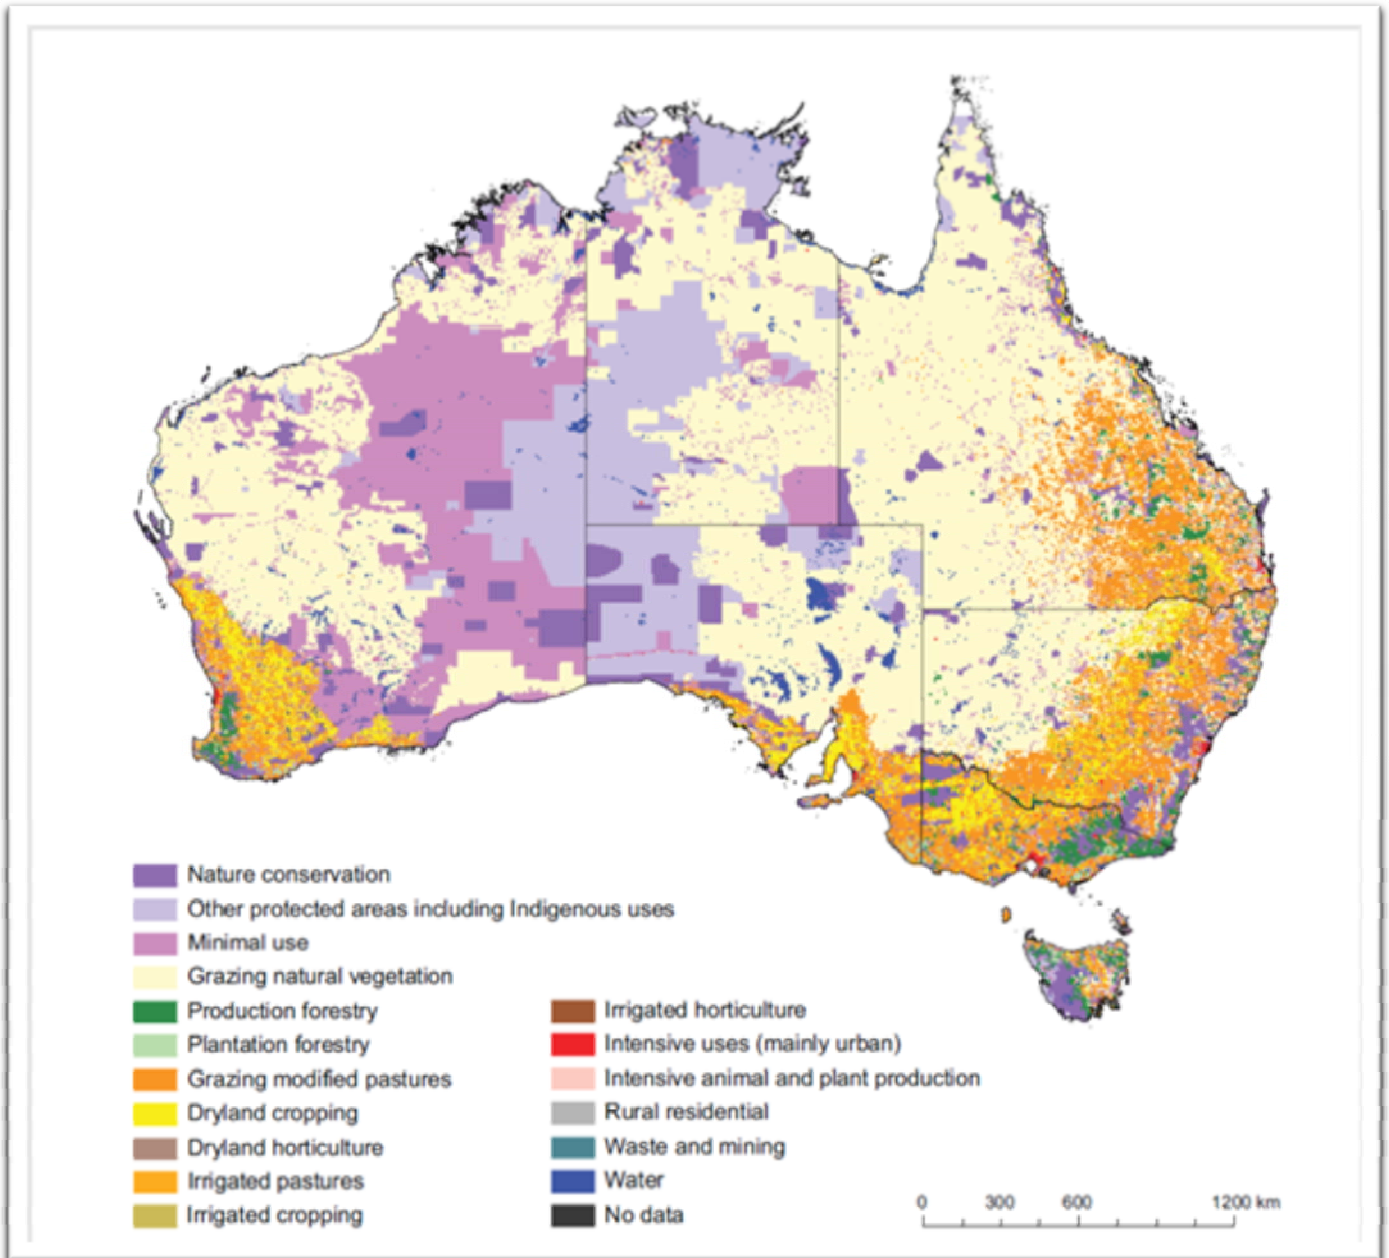 Nature conservation
Other protected areas including Indigenous uses
Minimal use
Grazing natural vegetation
Production forestry
Plantation forestry
Grazing modified pastures
Dryland cropping
Dryland horticulture
Irrigated pastures
Irrigated cropping
Irrigated horticulture
Intensive uses (mainly urban)
Intensive animal and plant production
Rural residential
Waste and mining
Water
No data
0 300 600 1200 km